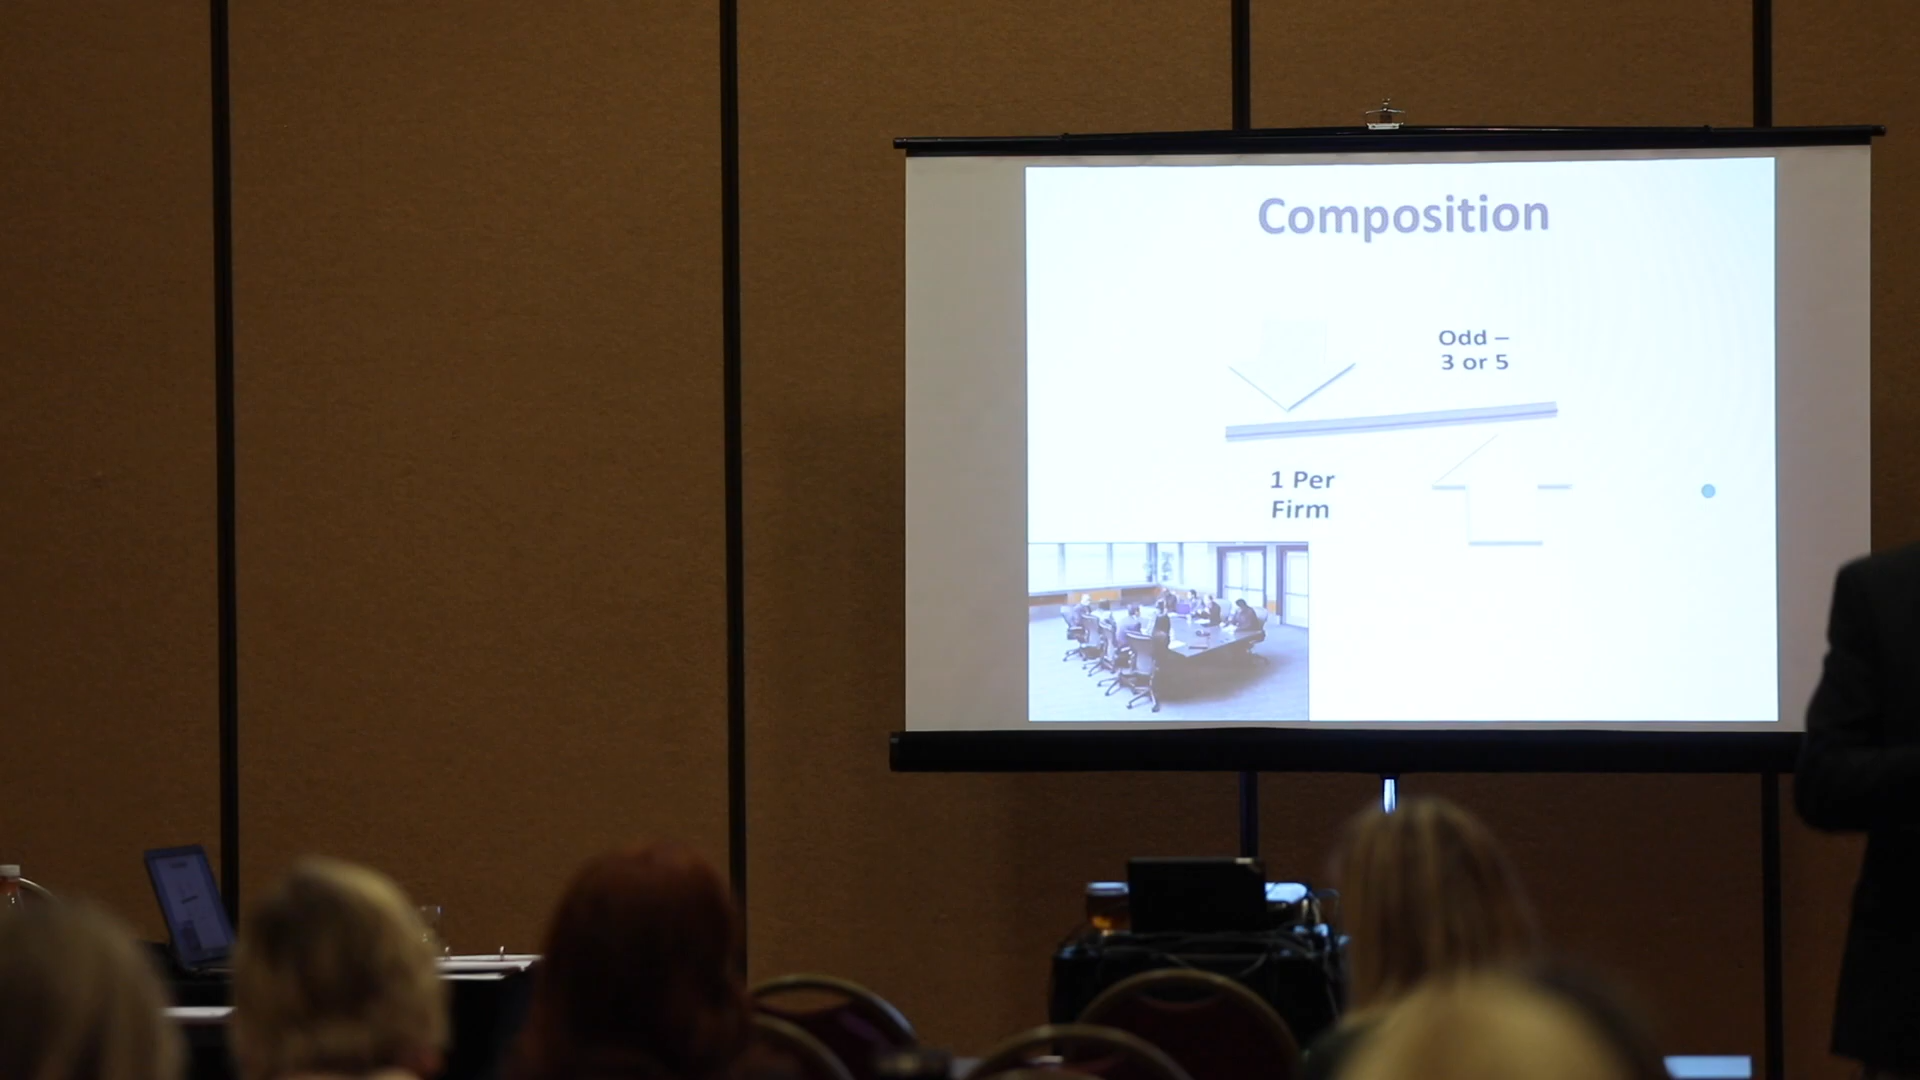 Composition
Odd –
3 or 5
1 Per
Firm